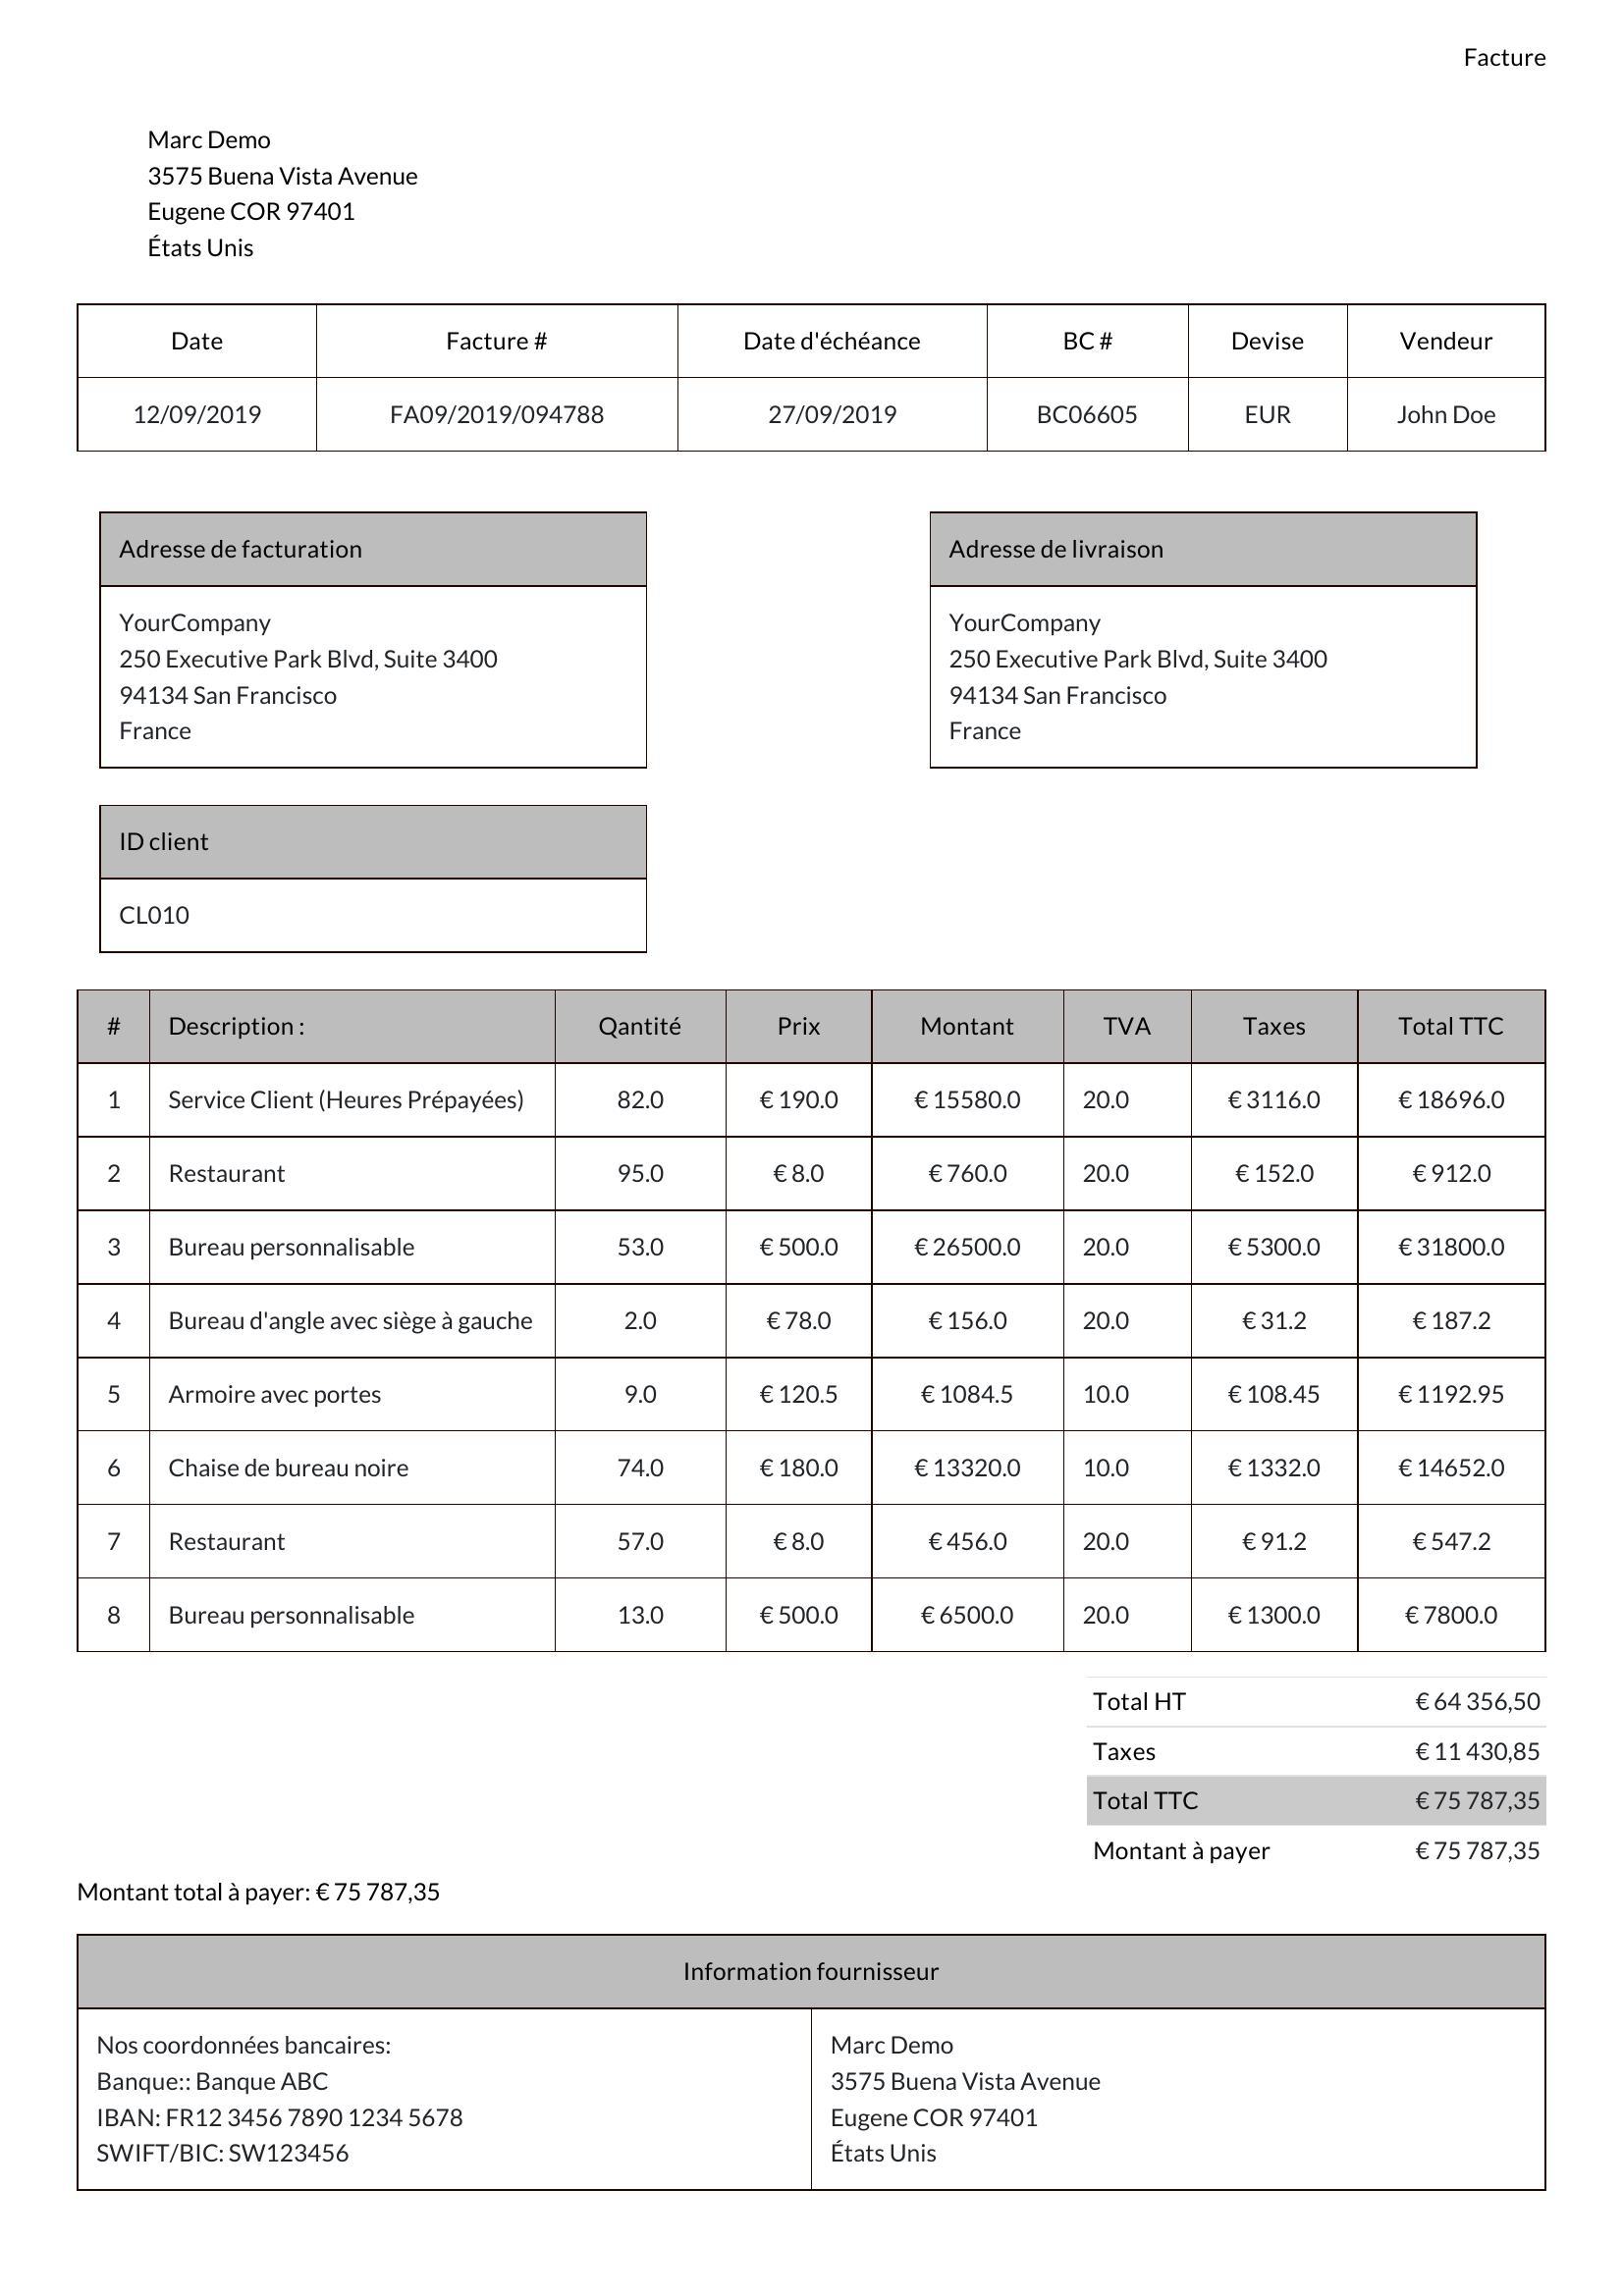 Facture
Marc Demo
3575 Buena Vista Avenue
Eugene COR 97401
États Unis
Date Facture # Date d'échéance BC # Devise Vendeur
12/09/2019 FA09/2019/094788 27/09/2019 BC06605 EUR John Doe
Adresse de facturation
YourCompany
250 Executive Park Blvd, Suite 3400
94134 San Francisco
France
Adresse de livraison
YourCompany
250 Executive Park Blvd, Suite 3400
94134 San Francisco
France
ID client
CL010
# Description : Qantité Prix Montant TVA Taxes Total TTC
1 Service Client (Heures Prépayées) 82.0 € 190.0 € 15580.0 20.0 € 3116.0 € 18696.0
2 Restaurant 95.0 € 8.0 € 760.0 20.0 € 152.0 € 912.0
3 Bureau personnalisable 53.0 € 500.0 € 26500.0 20.0 € 5300.0 € 31800.0
4 Bureau d'angle avec siège à gauche 2.0 € 78.0 € 156.0 20.0 € 31.2 € 187.2
5 Armoire avec portes 9.0 € 120.5 € 1084.5 10.0 € 108.45 € 1192.95
6 Chaise de bureau noire 74.0 € 180.0 € 13320.0 10.0 € 1332.0 € 14652.0
7 Restaurant 57.0 € 8.0 € 456.0 20.0 € 91.2 € 547.2
8 Bureau personnalisable 13.0 € 500.0 € 6500.0 20.0 € 1300.0 € 7800.0
Total HT € 64 356,50
Taxes € 11 430,85
Total TTC € 75 787,35
Montant à payer € 75 787,35
Montant total à payer: € 75 787,35
Information fournisseur
Nos coordonnées bancaires:
Banque:: Banque ABC
IBAN: FR12 3456 7890 1234 5678
SWIFT/BIC: SW123456
Marc Demo
3575 Buena Vista Avenue
Eugene COR 97401
États Unis